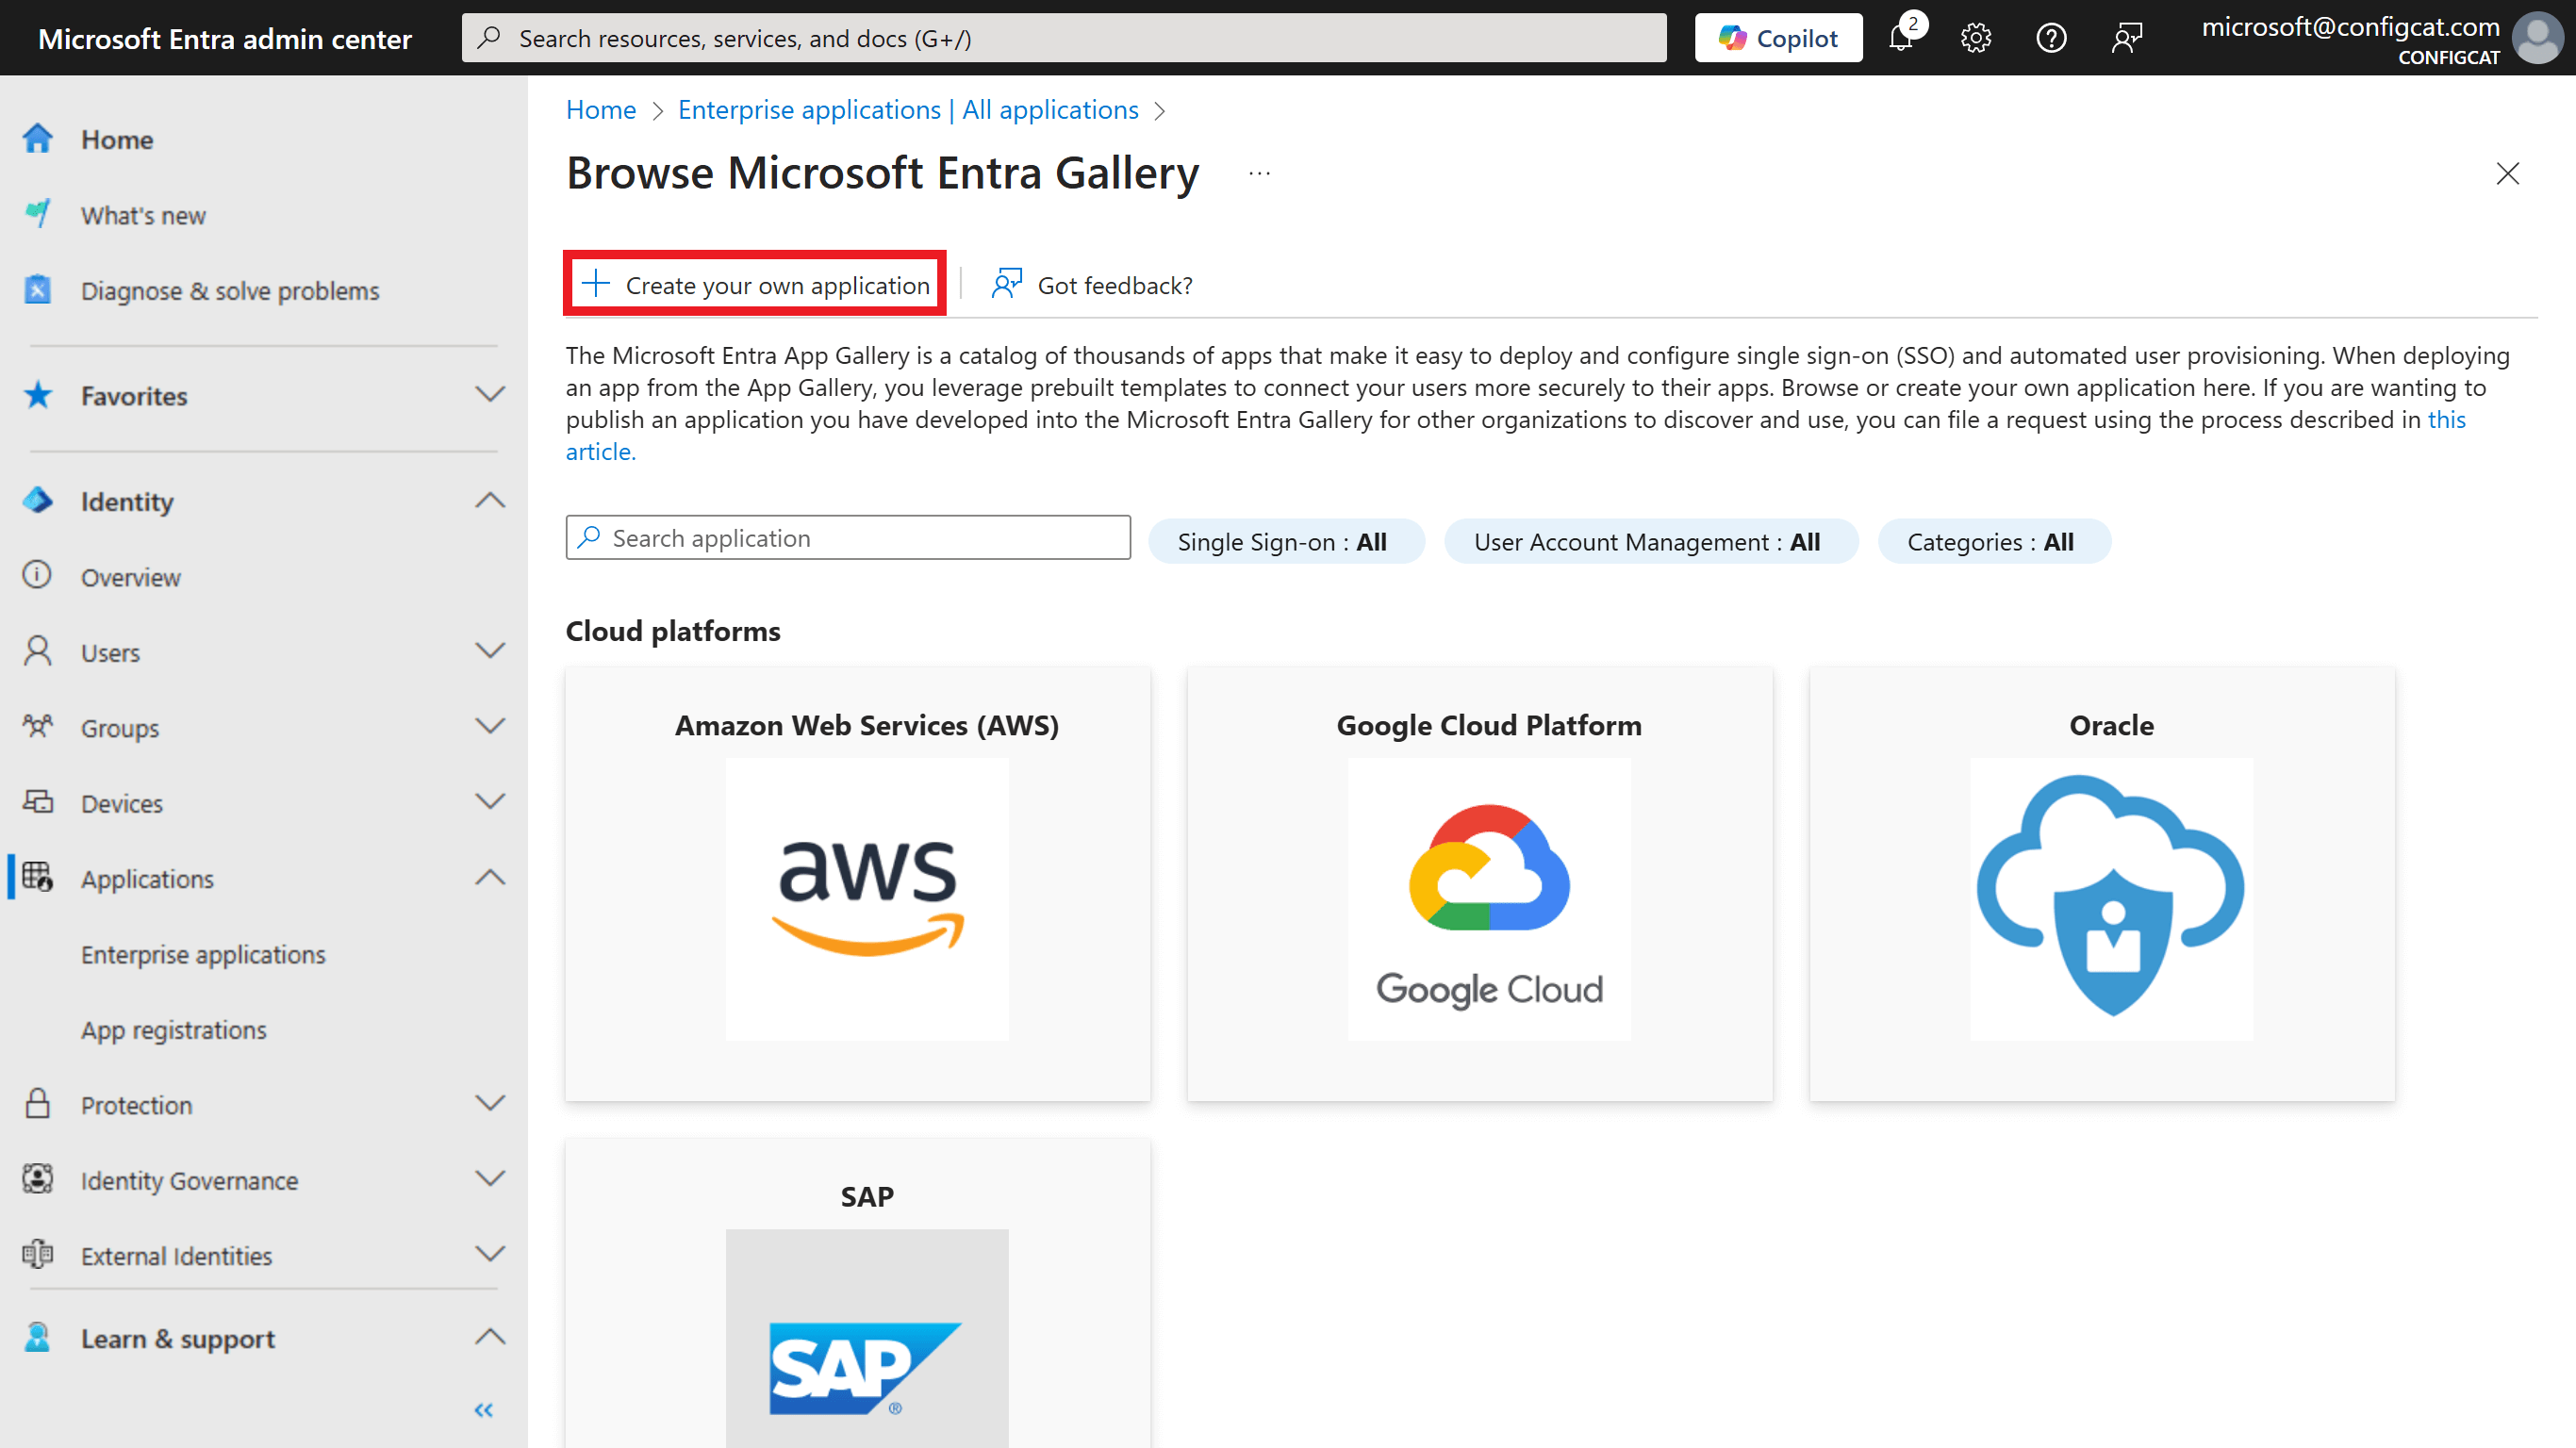 Microsoft Entra admin center
Search resources, services, and docs (G+/)
Copilot
2
microsoft@configcat.com
CONFIGCAT
Home
What's new
Diagnose & solve problems
Favorites
Identity
Overview
Users
Groups
Devices
Applications
Enterprise applications
App registrations
Protection
Identity Governance
External Identities
Learn & support
Home > Enterprise applications | All applications >
Browse Microsoft Entra Gallery ...
Create your own application
Got feedback?
The Microsoft Entra App Gallery is a catalog of thousands of apps that make it easy to deploy and configure single sign-on (SSO) and automated user provisioning. When deploying
an app from the App Gallery, you leverage prebuilt templates to connect your users more securely to their apps. Browse or create your own application here. If you are wanting to
publish an application you have developed into the Microsoft Entra Gallery for other organizations to discover and use, you can file a request using the process described in this
article.
Search application
Single Sign-on : All
User Account Management : All
Categories : All
Cloud platforms
Amazon Web Services (AWS)
aws
Google Cloud Platform
Google Cloud
Oracle
SAP
SAP ®